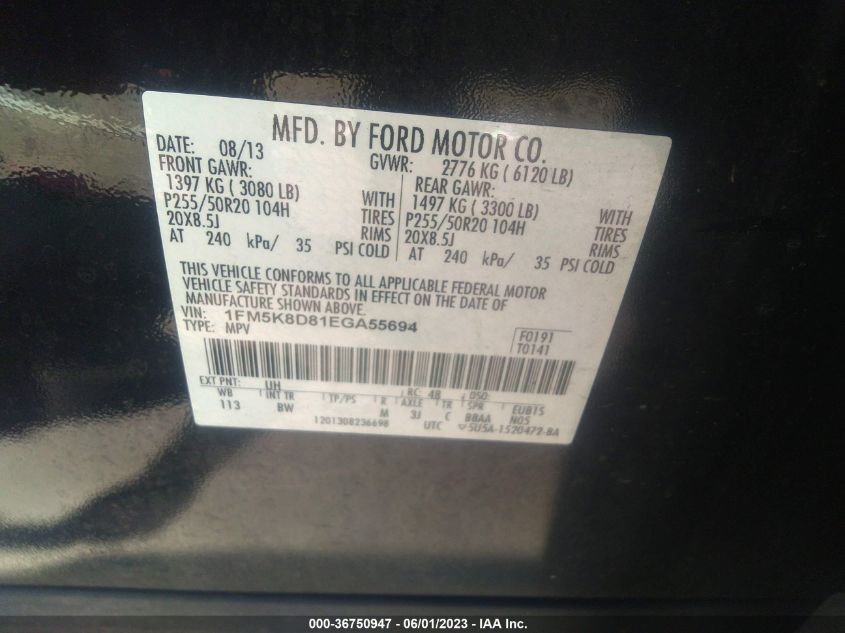 MFD. BY FORD MOTOR CO.
DATE: 08/13 GVWR: 2776 KG ( 6120 LB)
FRONT GAWR: REAR GAWR:
1397 KG ( 3080 LB) WITH 1497 KG ( 3300 LB) WITH
P255/50R20 104H TIRES P255/50R20 104H TIRES
20X8.5J RIMS 20X8.5J RIMS
AT 240 kPa/ 35 PSI COLD AT 240 kPa/ 35 PSI COLD
THIS VEHICLE CONFORMS TO ALL APPLICABLE FEDERAL MOTOR
VEHICLE SAFETY STANDARDS IN EFFECT ON THE DATE OF
MANUFACTURE SHOWN ABOVE.
VIN: 1FM5K8D81EGA55694
TYPE: MPV
F0191
T0141
EXT PNT: UH RC: 48 DSO:
WB INT TR TP/PS R AXLE TR SPR EUB15
113 BW M 3J C BBAA N05
1201308236698 UTC 5U5A-1520472-BA
000-36750947 - 06/01/2023 - IAA Inc.